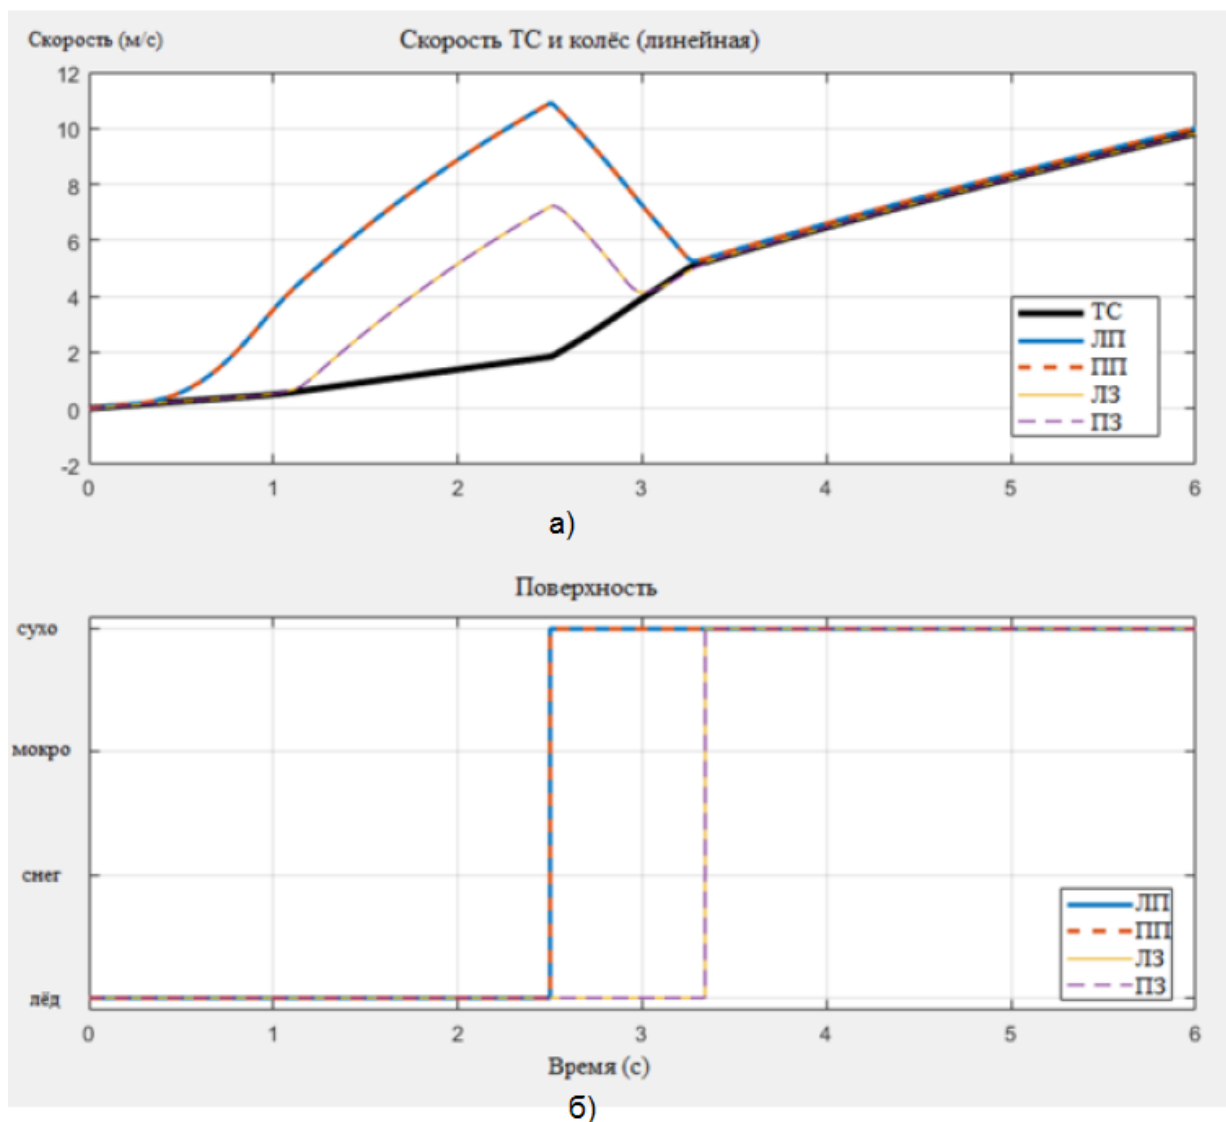 Скорость (м/с)
Скорость ТС и колёс (линейная)
12
10
8
6
4
2
0
-2
0 1 2 3 4 5 6
ТС
ЛП
ПП
ЛЗ
ПЗ
а)
Поверхность
сухо
мокро
снег
лёд
ЛП
ПП
ЛЗ
ПЗ
0 1 2 3 4 5 6
Время (с)
б)